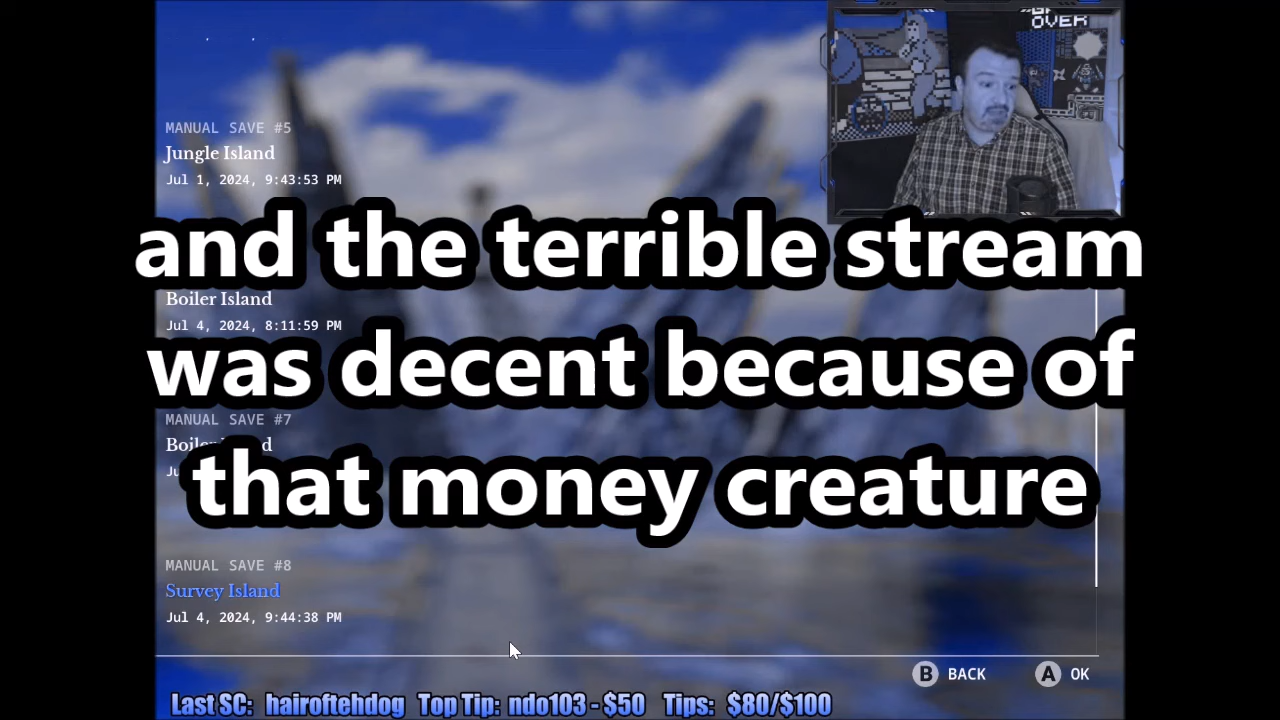 OVER
MANUAL SAVE #5
Jungle Island
Jul 1, 2024, 9:43:53 PM
and the terrible stream
Boiler Island
Jul 4, 2024, 8:11:59 PM
was decent because of
MANUAL SAVE #7
that money creature
MANUAL SAVE #8
Survey Island
Jul 4, 2024, 9:44:38 PM
B BACK A OK
Last SC: hairoftehdog Top Tip: ndo103 - $50 Tips: $80/$100